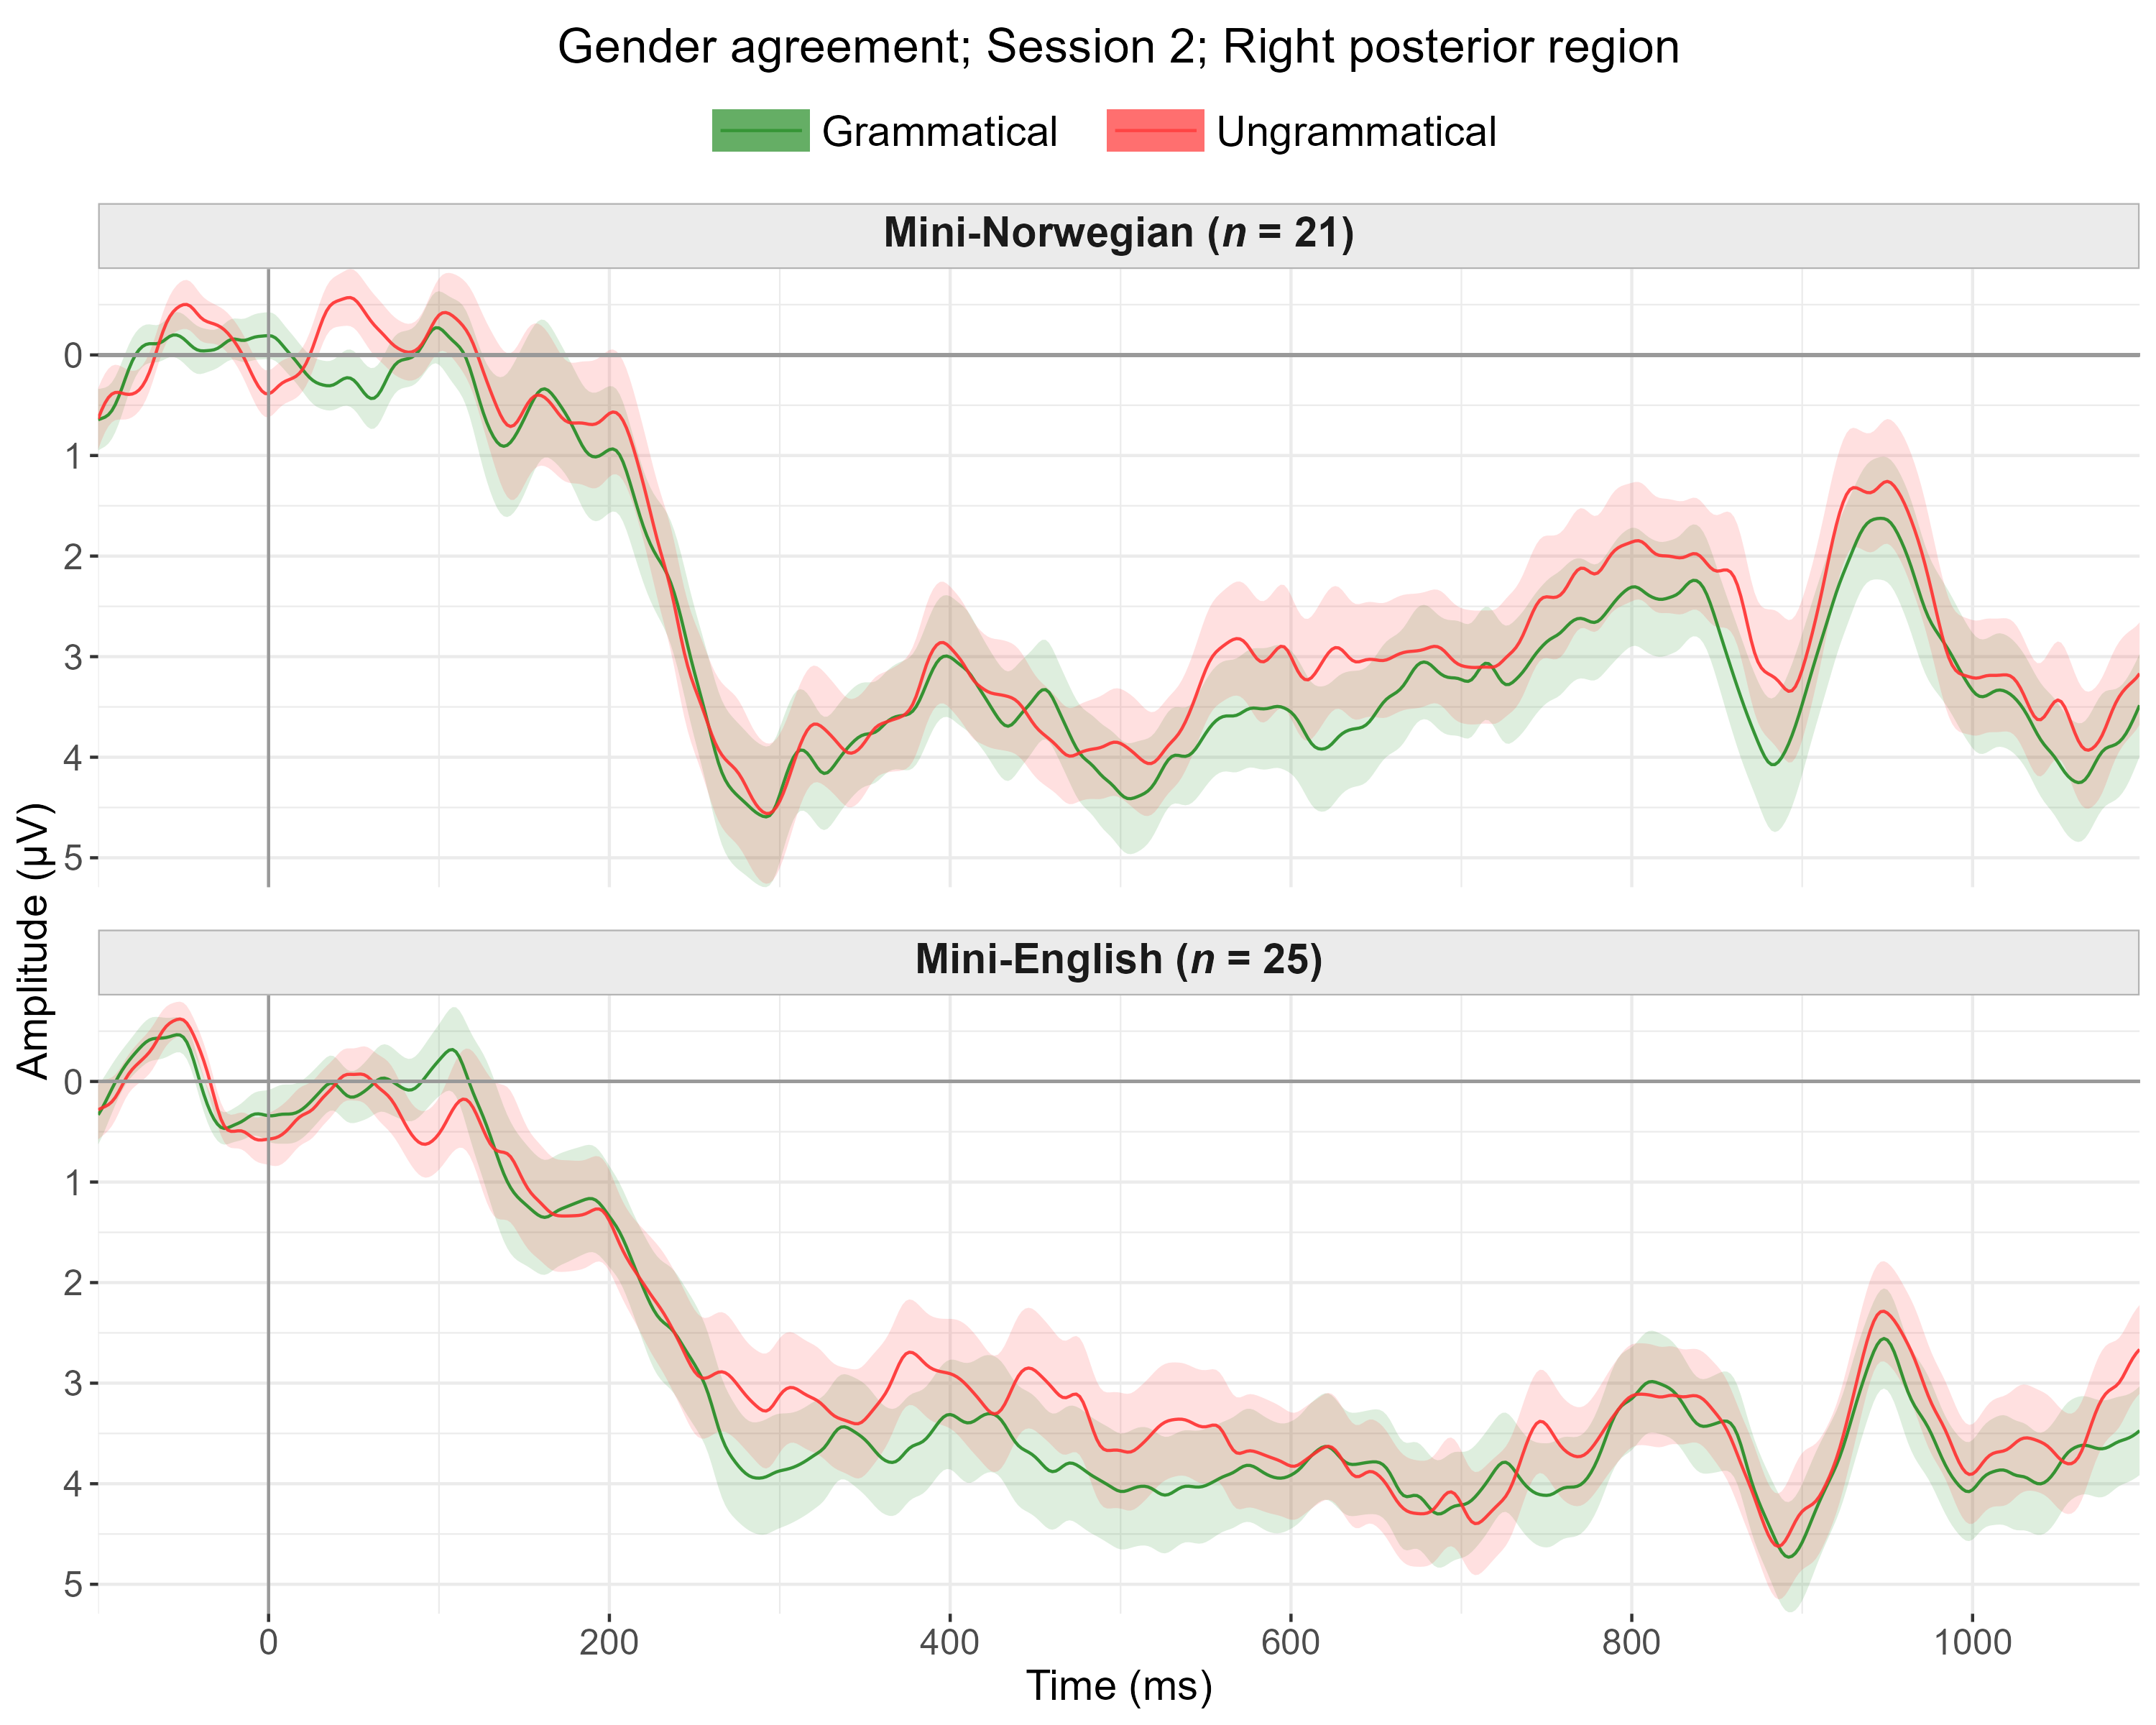 Gender agreement; Session 2; Right posterior region
Grammatical Ungrammatical
Mini-Norwegian (n = 21)
0
1
2
3
4
5
Amplitude (µV)
Mini-English (n = 25)
0
1
2
3
4
5
0 200 400 600 800 1000
Time (ms)